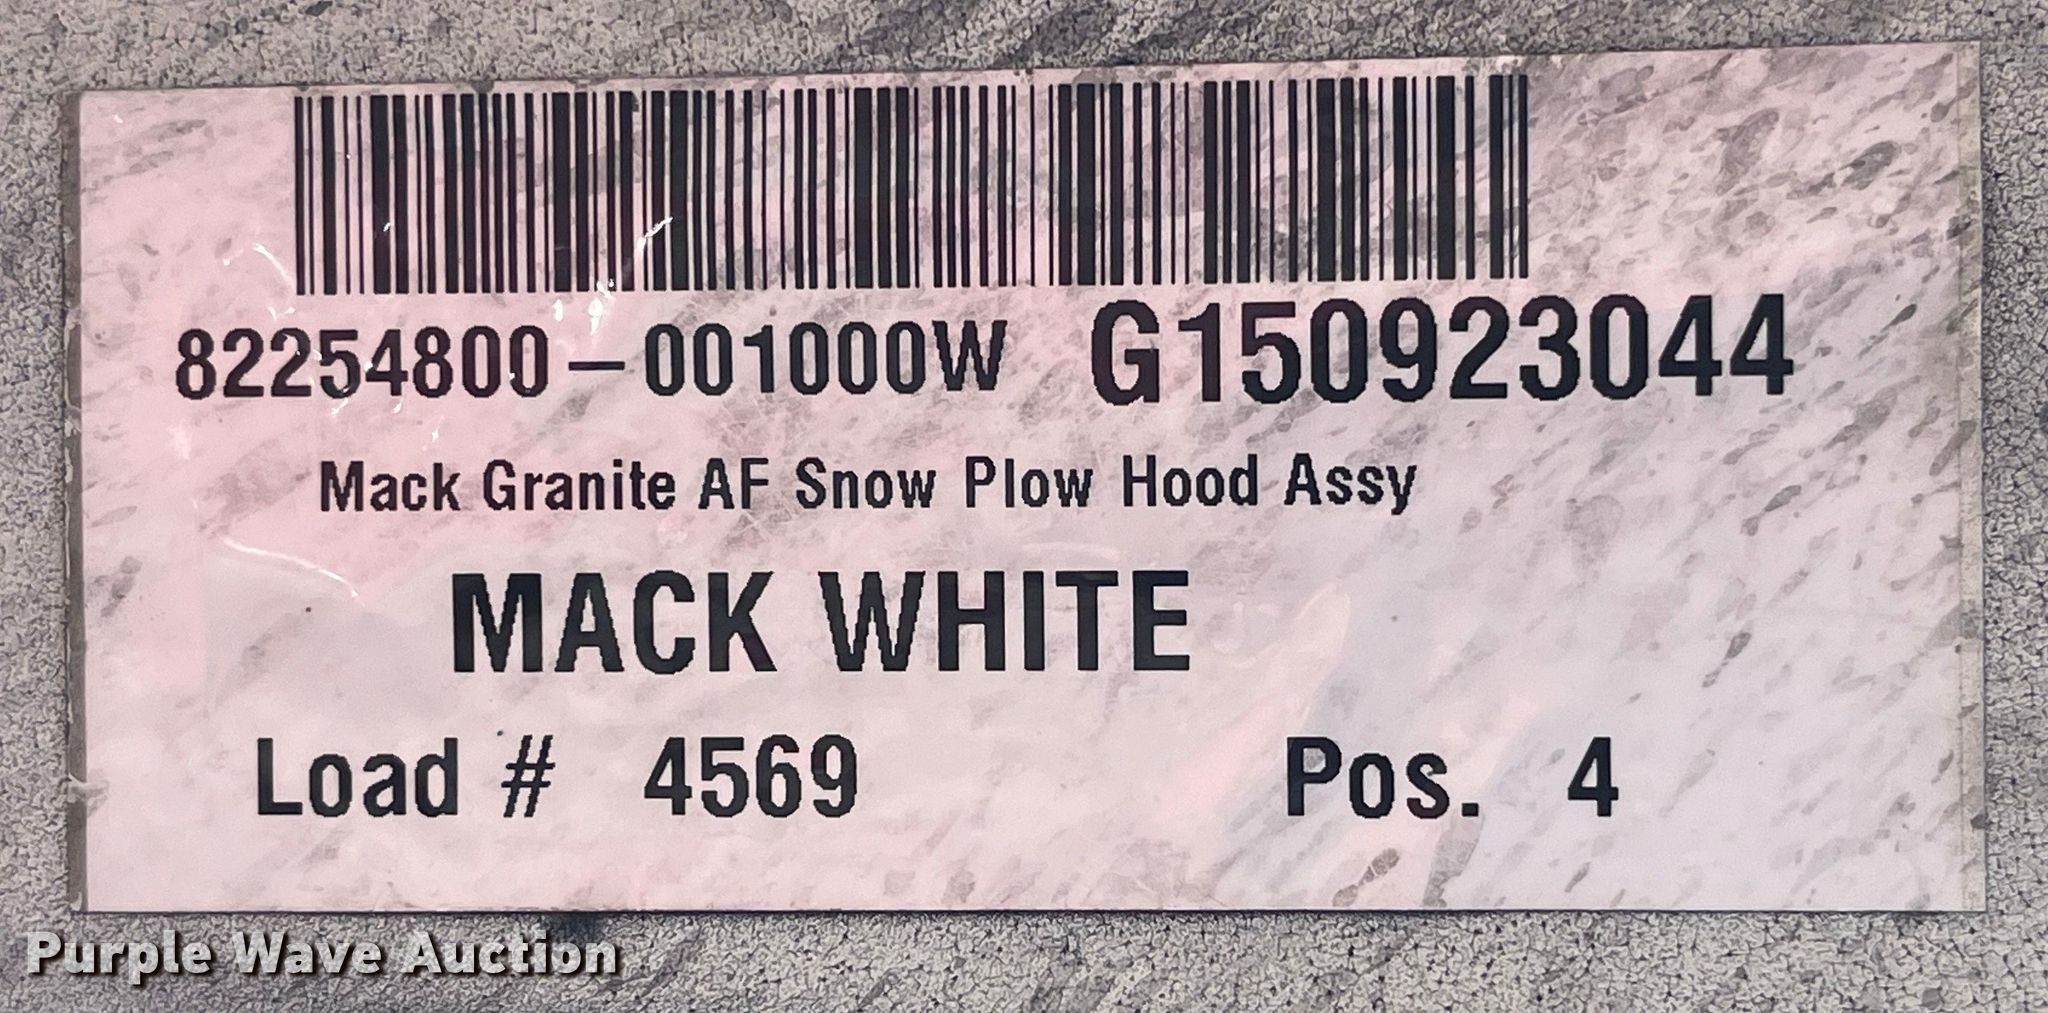 82254800-001000W G150923044
Mack Granite AF Snow Plow Hood Assy
MACK WHITE
Load # 4569 Pos. 4
Purple Wave Auction